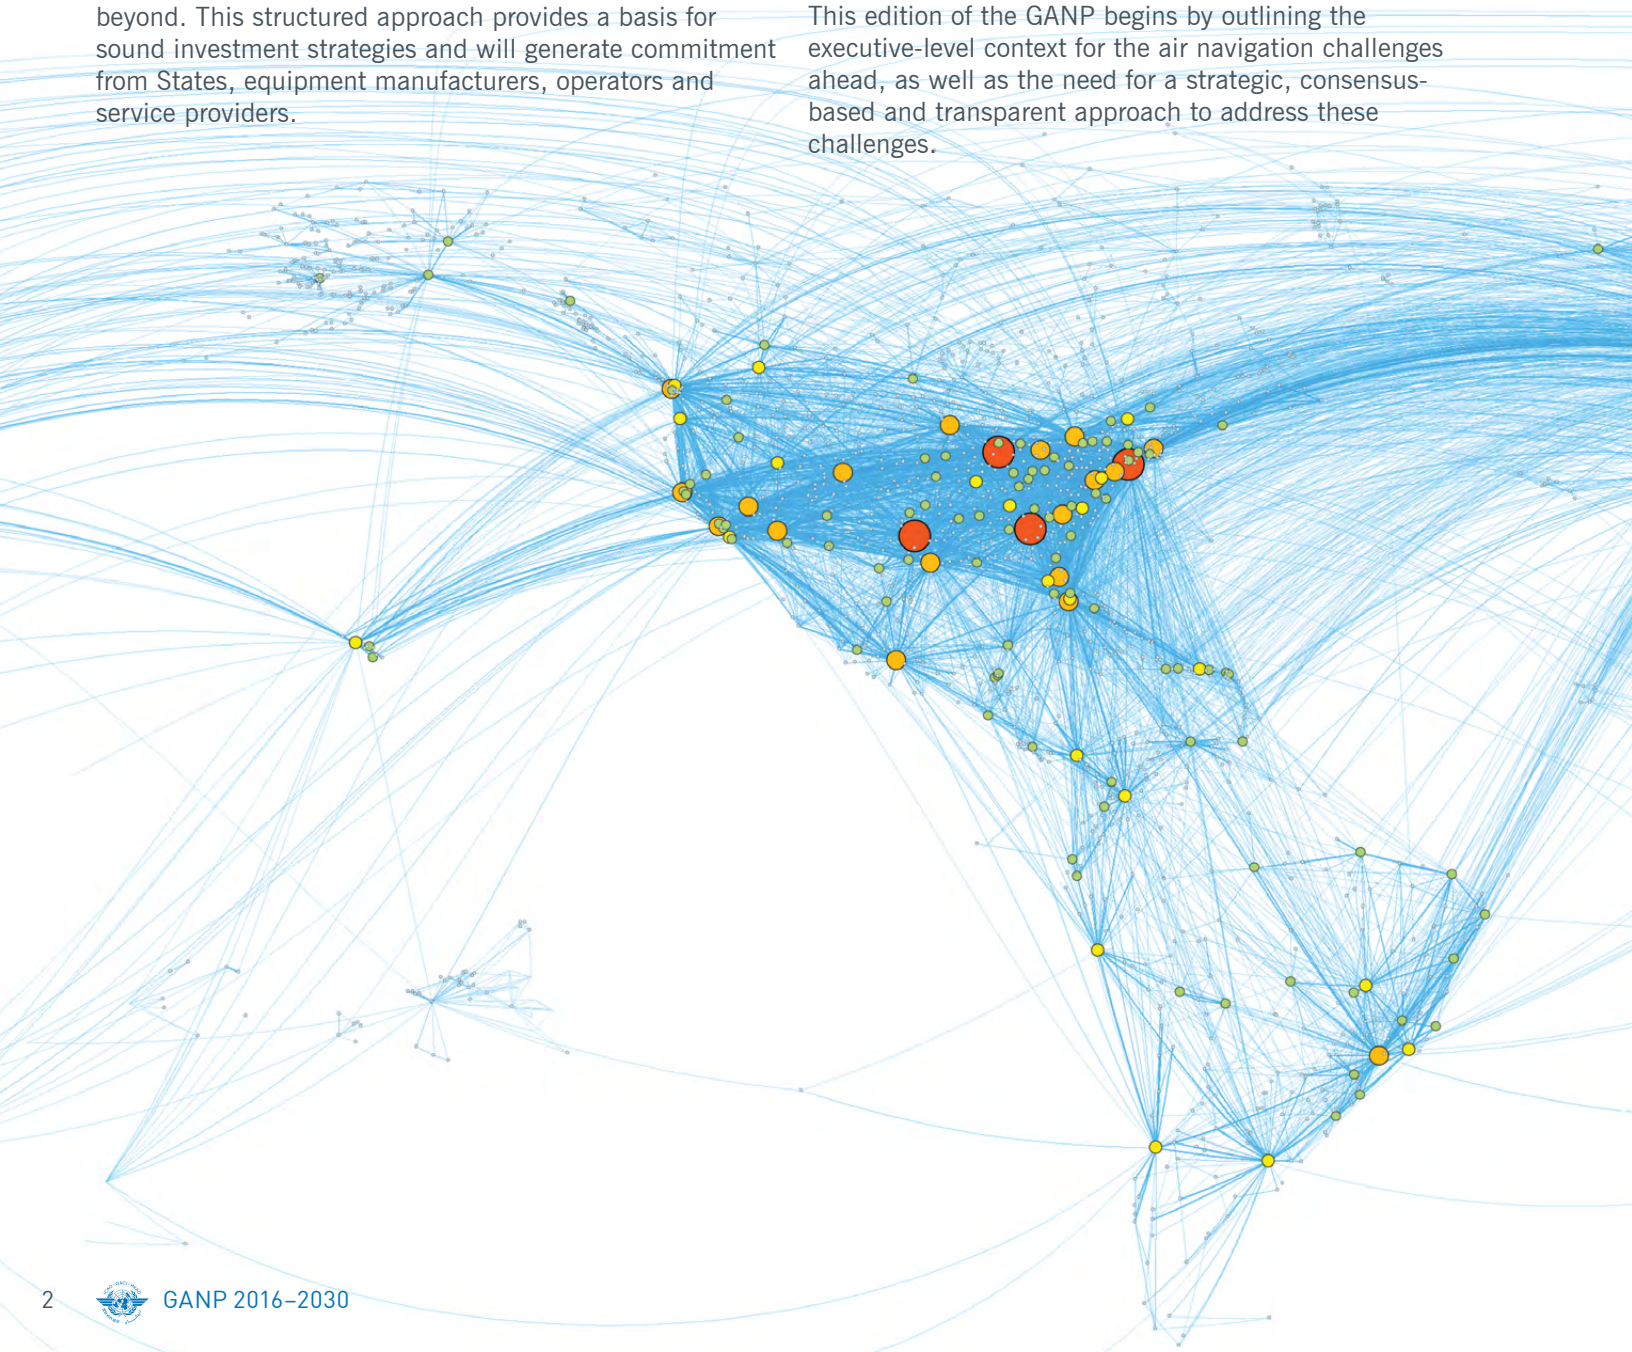 beyond. This structured approach provides a basis for
sound investment strategies and will generate commitment
from States, equipment manufacturers, operators and
service providers.
This edition of the GANP begins by outlining the
executive-level context for the air navigation challenges
ahead, as well as the need for a strategic, consensus-
based and transparent approach to address these
challenges.
2
GANP 2016–2030